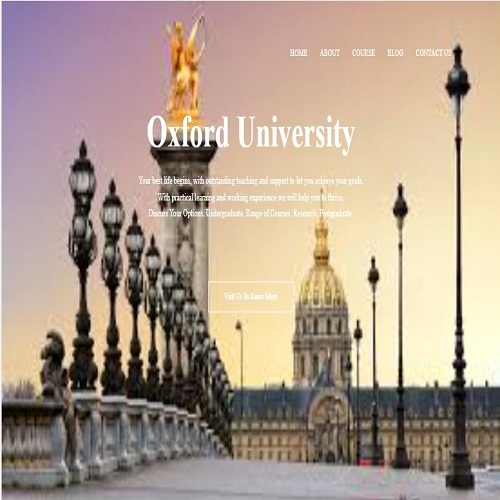 HOME ABOUT COURSE BLOG CONTACT US
Oxford University
Your best life begins, with outstanding teaching and support to let you achieve your goals.
With practical learning and working experience we will help you to thrive.
Discuss Your Options. Undergraduate. Range of Courses. Research. Postgraduate.
Visit Us To Know More